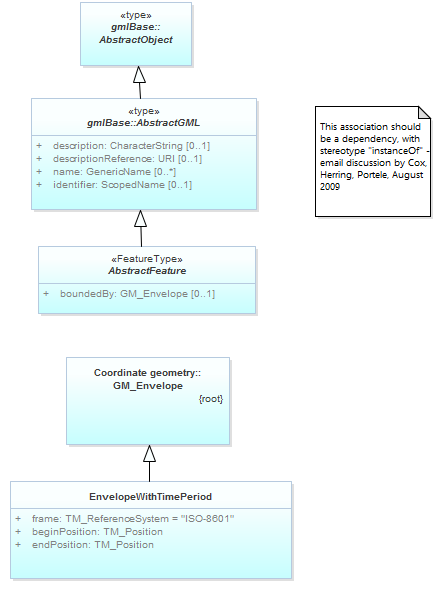 «type»
gmlBase::
AbstractObject
«type»
gmlBase::AbstractGML
+ description: CharacterString [0..1]
+ descriptionReference: URI [0..1]
+ name: GenericName [0..*]
+ identifier: ScopedName [0..1]
This association should
be a dependency, with
stereotype "instanceOf" -
email discussion by Cox,
Herring, Portele, August
2009
«FeatureType»
AbstractFeature
+ boundedBy: GM_Envelope [0..1]
Coordinate geometry::
GM_Envelope
{root}
EnvelopeWithTimePeriod
+ frame: TM_ReferenceSystem = "ISO-8601"
+ beginPosition: TM_Position
+ endPosition: TM_Position